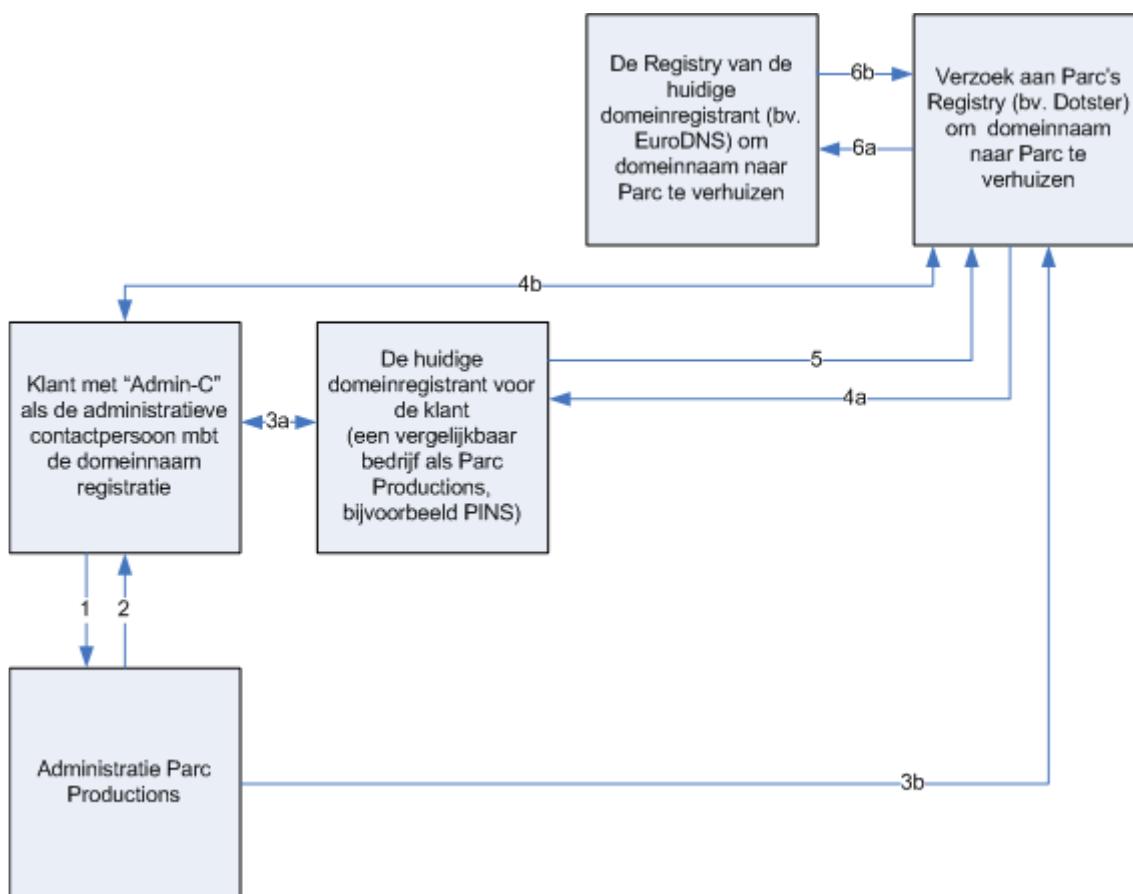 De Registry van de
huidige
domeinregistrant (bv.
EuroDNS) om
domeinnaam naar
Parc te verhuizen
6b
6a
Verzoek aan Parc's
Registry (bv. Dotster)
om domeinnaam
naar Parc te
verhuizen
4b
Klant met “Admin-C”
als de administratieve
contactpersoon mbt
de domeinnaam
registratie
3a
De huidige
domeinregistrant voor
de klant
(een vergelijkbaar
bedrijf als Parc
Productions,
bijvoorbeeld PINS)
5
4a
1
2
Administratie Parc
Productions
3b